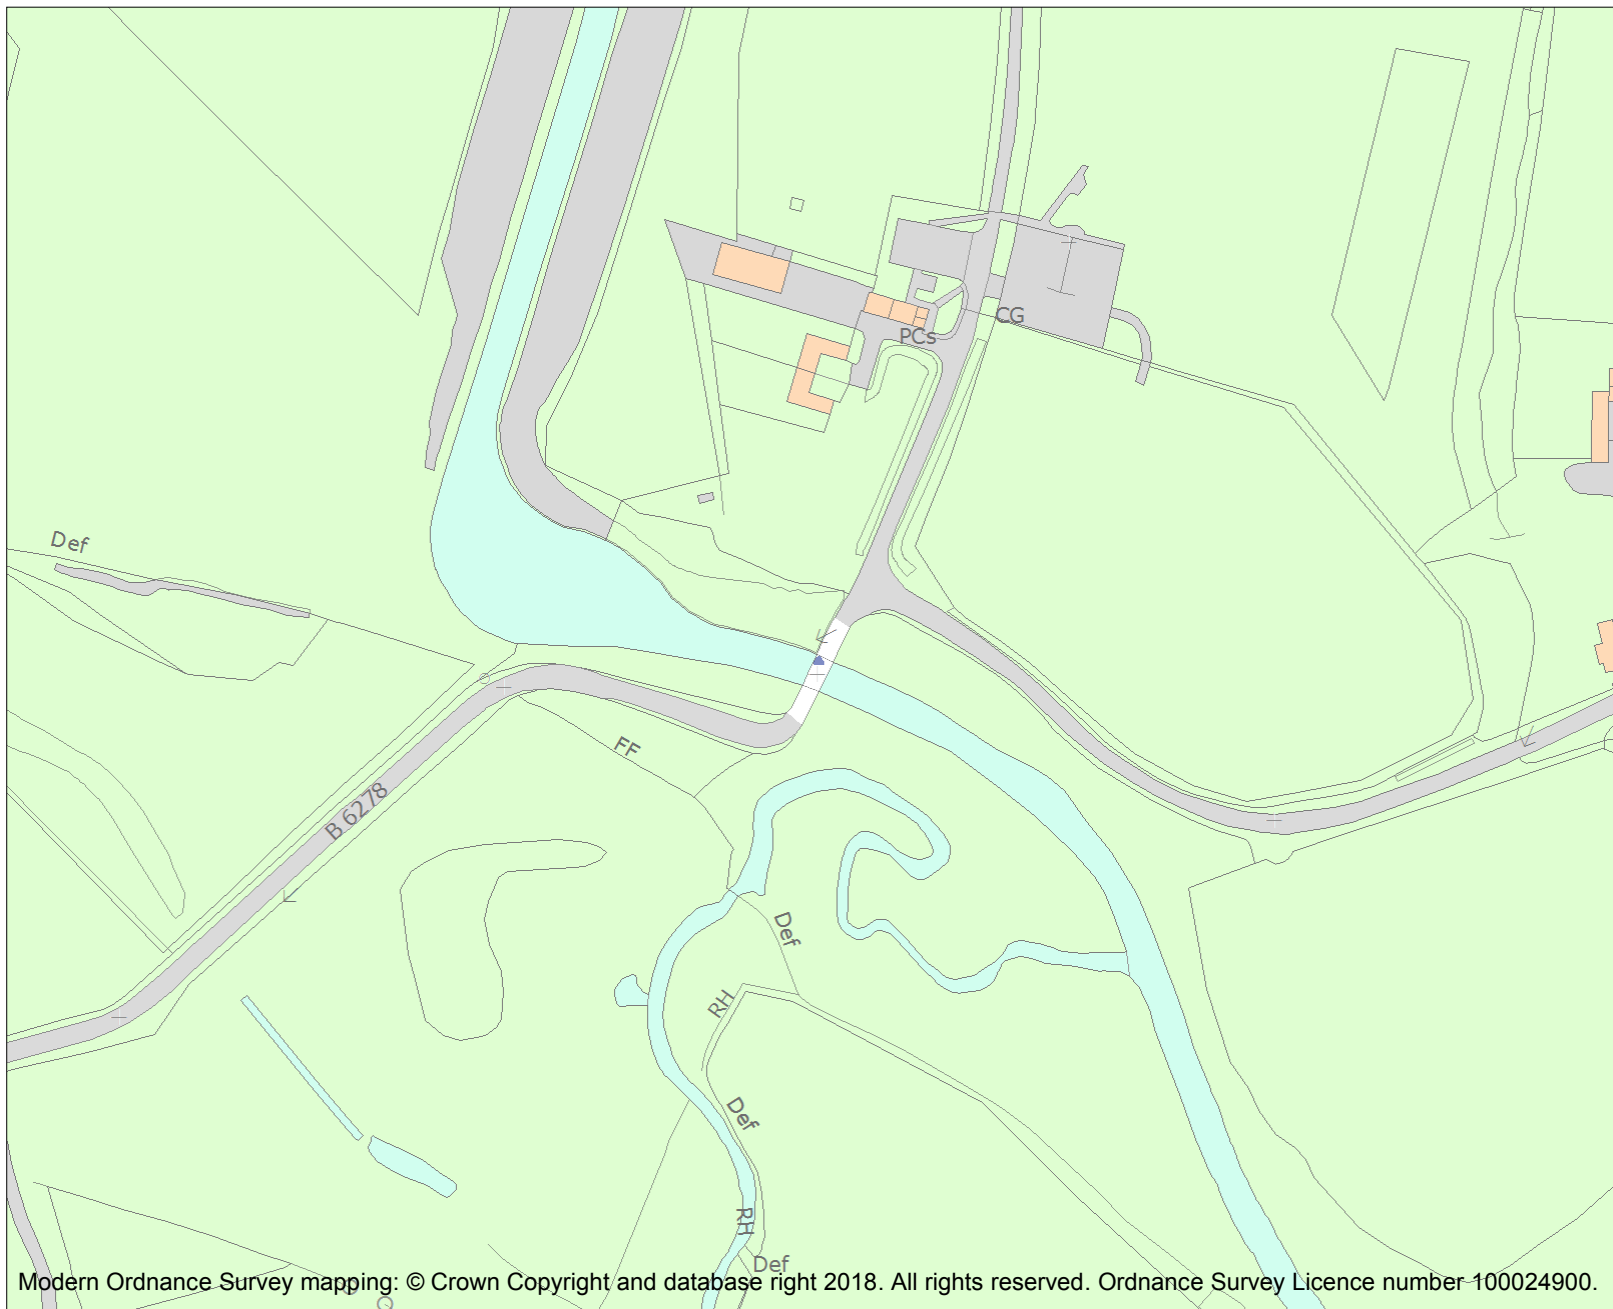 CG
PCs
Def
FF
B 6278
Def
RH
Def
RH
Def
Modern Ordnance Survey mapping: © Crown Copyright and database right 2018. All rights reserved. Ordnance Survey Licence number 100024900.